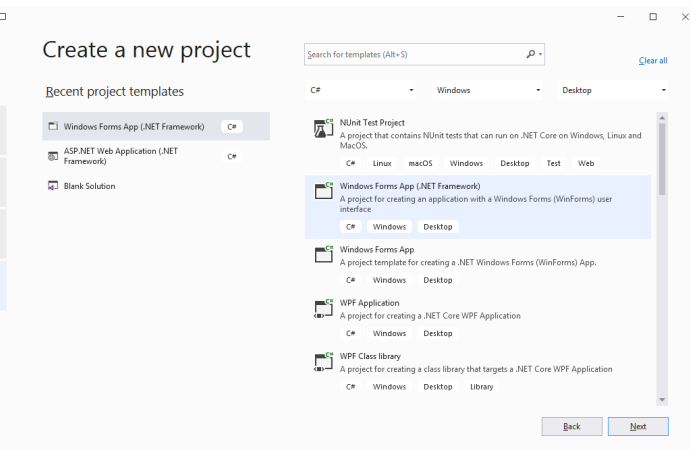 Create a new project
Search for templates (Alt+S)
Clear all
Recent project templates
C#
Windows
Desktop
Windows Forms App (.NET Framework)
C#
ASP.NET Web Application (.NET
Framework)
C#
Blank Solution
NUnit Test Project
A project that contains NUnit tests that can run on .NET Core on Windows, Linux and
MacOS.
C# Linux macOS Windows Desktop Test Web
Windows Forms App (.NET Framework)
A project for creating an application with a Windows Forms (WinForms) user
interface
C# Windows Desktop
Windows Forms App
A project template for creating a .NET Windows Forms (WinForms) App.
C# Windows Desktop
WPF Application
A project for creating a .NET Core WPF Application
C# Windows Desktop
WPF Class library
A project for creating a class library that targets a .NET Core WPF Application
C# Windows Desktop Library
Back
Next